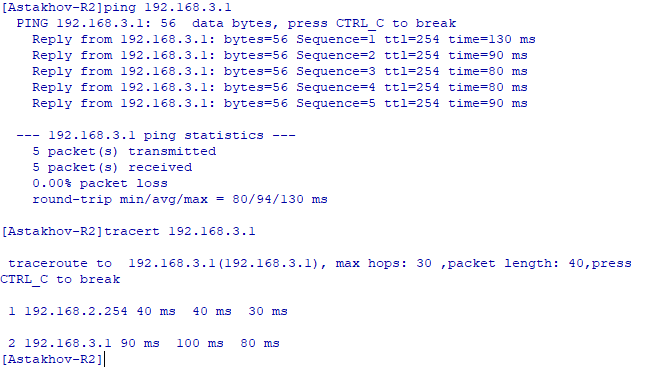 [Astakhov-R2]ping 192.168.3.1
PING 192.168.3.1: 56  data bytes, press CTRL_C to break
Reply from 192.168.3.1: bytes=56 Sequence=1 ttl=254 time=130 ms
Reply from 192.168.3.1: bytes=56 Sequence=2 ttl=254 time=90 ms
Reply from 192.168.3.1: bytes=56 Sequence=3 ttl=254 time=80 ms
Reply from 192.168.3.1: bytes=56 Sequence=4 ttl=254 time=80 ms
Reply from 192.168.3.1: bytes=56 Sequence=5 ttl=254 time=90 ms
--- 192.168.3.1 ping statistics ---
5 packet(s) transmitted
5 packet(s) received
0.00% packet loss
round-trip min/avg/max = 80/94/130 ms
[Astakhov-R2]tracert 192.168.3.1
traceroute to  192.168.3.1(192.168.3.1), max hops: 30 ,packet length: 40,press
CTRL_C to break
1 192.168.2.254 40 ms  40 ms  30 ms
2 192.168.3.1 90 ms  100 ms  80 ms
[Astakhov-R2]